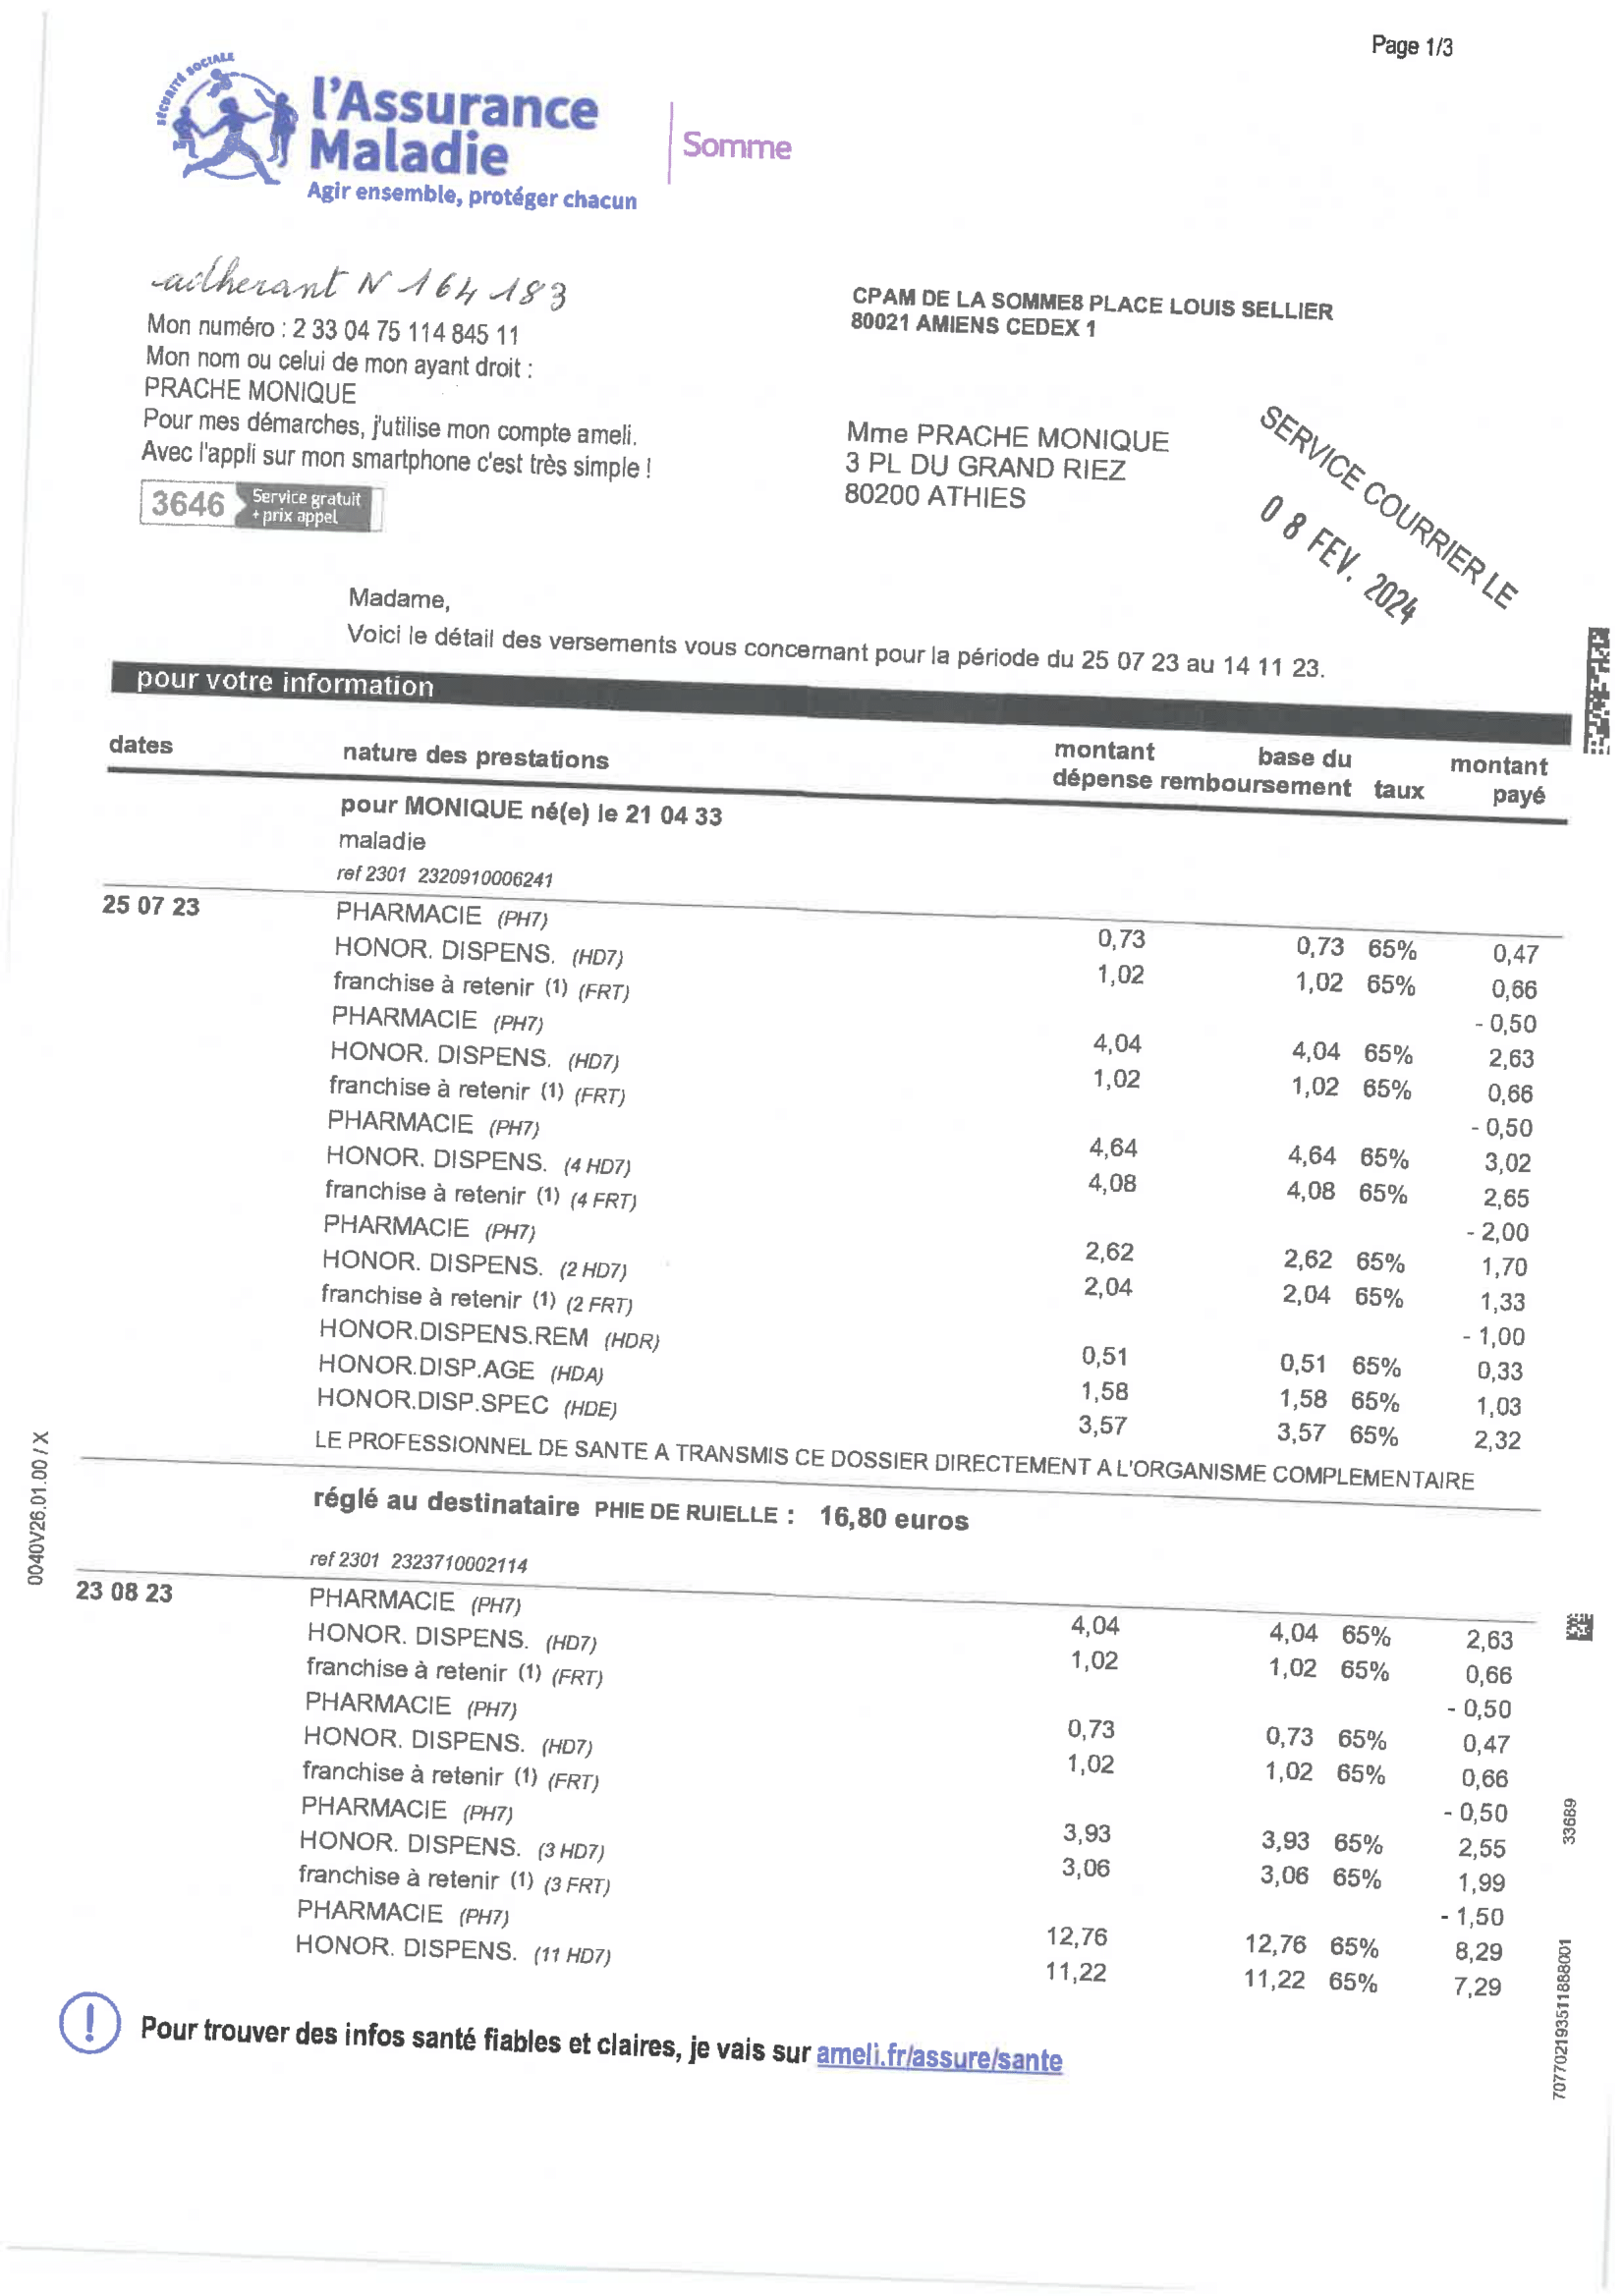 Page 1/3
SÉCURITÉ SOCIALE
l'Assurance
Maladie
Agir ensemble, protéger chacun
Somme
adherant N 164 183
Mon numéro : 2 33 04 75 114 845 11
Mon nom ou celui de mon ayant droit :
PRACHE MONIQUE
Pour mes démarches, j'utilise mon compte ameli.
Avec l'appli sur mon smartphone c'est très simple !
3646 Service gratuit
+ prix appel
CPAM DE LA SOMME8 PLACE LOUIS SELLIER
80021 AMIENS CEDEX 1
Mme PRACHE MONIQUE
3 PL DU GRAND RIEZ
80200 ATHIES
SERVICE COURRIER LE
08 FEV. 2024
Madame,
Voici le détail des versements vous concernant pour la période du 25 07 23 au 14 11 23.
pour votre information
dates nature des prestations montant dépense base du remboursement taux montant payé
pour MONIQUE né(e) le 21 04 33
maladie
ref 2301 2320910006241
25 07 23 PHARMACIE (PH7) 0,73 0,73 65% 0,47
HONOR. DISPENS. (HD7) 1,02 1,02 65% 0,66
franchise à retenir (1) (FRT) - 0,50
PHARMACIE (PH7) 4,04 4,04 65% 2,63
HONOR. DISPENS. (HD7) 1,02 1,02 65% 0,66
franchise à retenir (1) (FRT) - 0,50
PHARMACIE (PH7) 4,64 4,64 65% 3,02
HONOR. DISPENS. (4 HD7) 4,08 4,08 65% 2,65
franchise à retenir (1) (4 FRT) - 2,00
PHARMACIE (PH7) 2,62 2,62 65% 1,70
HONOR. DISPENS. (2 HD7) 2,04 2,04 65% 1,33
franchise à retenir (1) (2 FRT) - 1,00
HONOR.DISPENS.REM (HDR) 0,51 0,51 65% 0,33
HONOR.DISP.AGE (HDA) 1,58 1,58 65% 1,03
HONOR.DISP.SPEC (HDE) 3,57 3,57 65% 2,32
LE PROFESSIONNEL DE SANTE A TRANSMIS CE DOSSIER DIRECTEMENT A L'ORGANISME COMPLEMENTAIRE
réglé au destinataire PHIE DE RUIELLE : 16,80 euros
ref 2301 2323710002114
23 08 23 PHARMACIE (PH7) 4,04 4,04 65% 2,63
HONOR. DISPENS. (HD7) 1,02 1,02 65% 0,66
franchise à retenir (1) (FRT) - 0,50
PHARMACIE (PH7) 0,73 0,73 65% 0,47
HONOR. DISPENS. (HD7) 1,02 1,02 65% 0,66
franchise à retenir (1) (FRT) - 0,50
PHARMACIE (PH7) 3,93 3,93 65% 2,55
HONOR. DISPENS. (3 HD7) 3,06 3,06 65% 1,99
franchise à retenir (1) (3 FRT) - 1,50
PHARMACIE (PH7) 12,76 12,76 65% 8,29
HONOR. DISPENS. (11 HD7) 11,22 11,22 65% 7,29
Pour trouver des infos santé fiables et claires, je vais sur ameli.fr/assure/sante
0040V26.01.00 / X
33689
707702193511888001